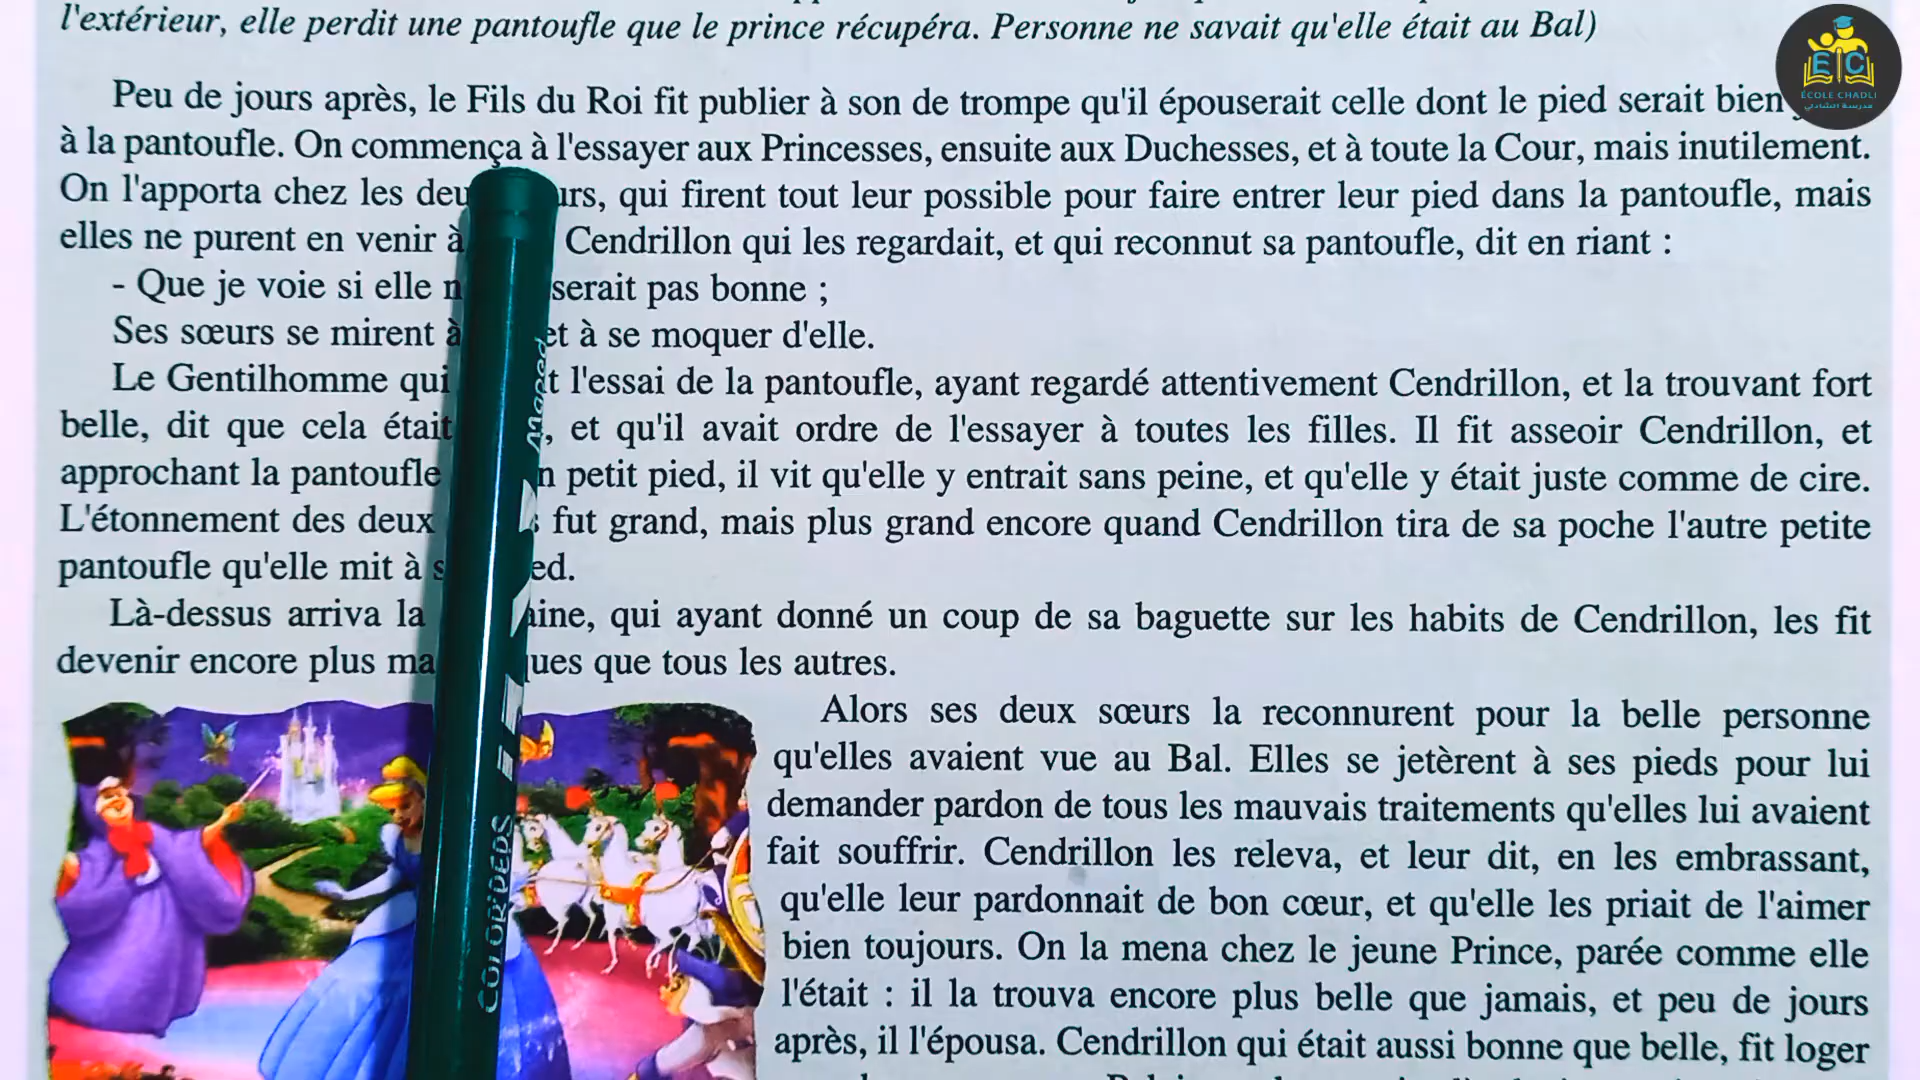 l'extérieur, elle perdit une pantoufle que le prince récupéra. Personne ne savait qu'elle était au Bal)
Peu de jours après, le Fils du Roi fit publier à son de trompe qu'il épouserait celle dont le pied serait bien
à la pantoufle. On commença à l'essayer aux Princesses, ensuite aux Duchesses, et à toute la Cour, mais inutilement.
On l'apporta chez les qui firent tout leur possible pour faire entrer leur pied dans la pantoufle, mais
elles ne purent en venir à Cendrillon qui les regardait, et qui reconnut sa pantoufle, dit en riant :
- Que je voie si elle serait pas bonne ;
Ses sœurs se mirent à et à se moquer d'elle.
Le Gentilhomme qui l'essai de la pantoufle, ayant regardé attentivement Cendrillon, et la trouvant fort
belle, dit que cela était , et qu'il avait ordre de l'essayer à toutes les filles. Il fit asseoir Cendrillon, et
approchant la pantoufle petit pied, il vit qu'elle y entrait sans peine, et qu'elle y était juste comme de cire.
L'étonnement des deux fut grand, mais plus grand encore quand Cendrillon tira de sa poche l'autre petite
pantoufle qu'elle mit à
Là-dessus arriva la qui ayant donné un coup de sa baguette sur les habits de Cendrillon, les fit
devenir encore plus que tous les autres.
Alors ses deux sœurs la reconnurent pour la belle personne
qu'elles avaient vue au Bal. Elles se jetèrent à ses pieds pour lui
demander pardon de tous les mauvais traitements qu'elles lui avaient
fait souffrir. Cendrillon les releva, et leur dit, en les embrassant,
qu'elle leur pardonnait de bon cœur, et qu'elle les priait de l'aimer
bien toujours. On la mena chez le jeune Prince, parée comme elle
l'était : il la trouva encore plus belle que jamais, et peu de jours
après, il l'épousa. Cendrillon qui était aussi bonne que belle, fit loger
Maped
COLOR'PEPS
E C
ÉCOLE CHADLI
مدرسة الشاذلي